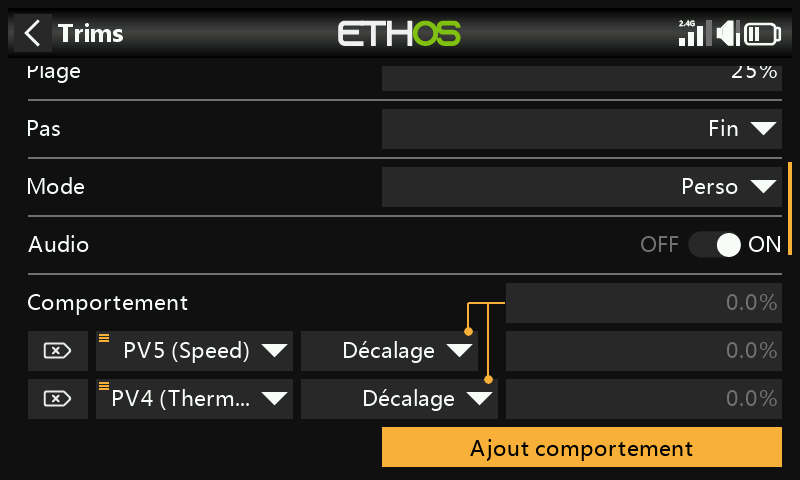 Trims ETHOS 2.4G
Plage 25%
Pas Fin
Mode Perso
Audio OFF ON
Comportement 0.0%
PV5 (Speed) Décalage 0.0%
PV4 (Therm... Décalage 0.0%
Ajout comportement